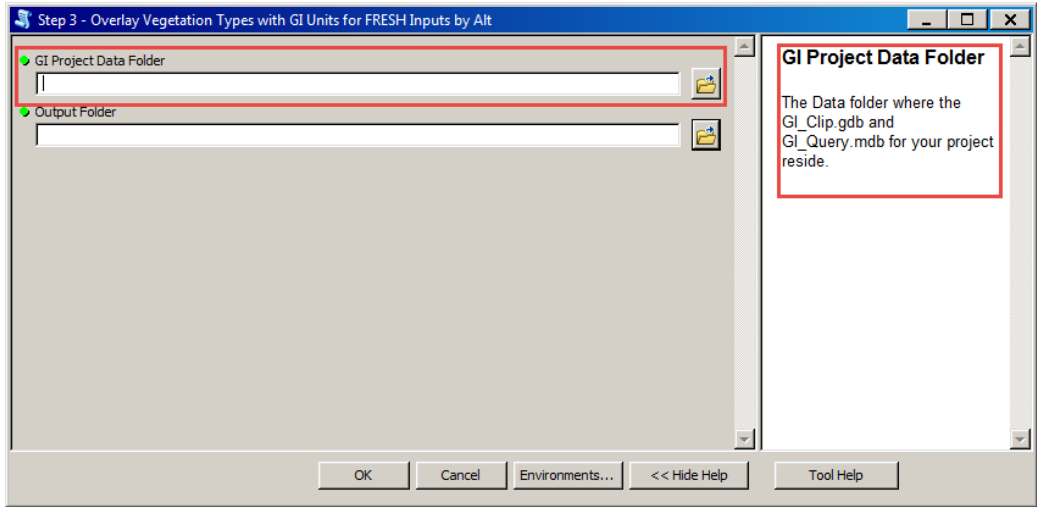 Step 3 - Overlay Vegetation Types with GI Units for FRESH Inputs by Alt
GI Project Data Folder
Output Folder
GI Project Data Folder
The Data folder where the
GI_Clip.gdb and
GI_Query.mdb for your project
reside.
OK
Cancel
Environments...
<< Hide Help
Tool Help